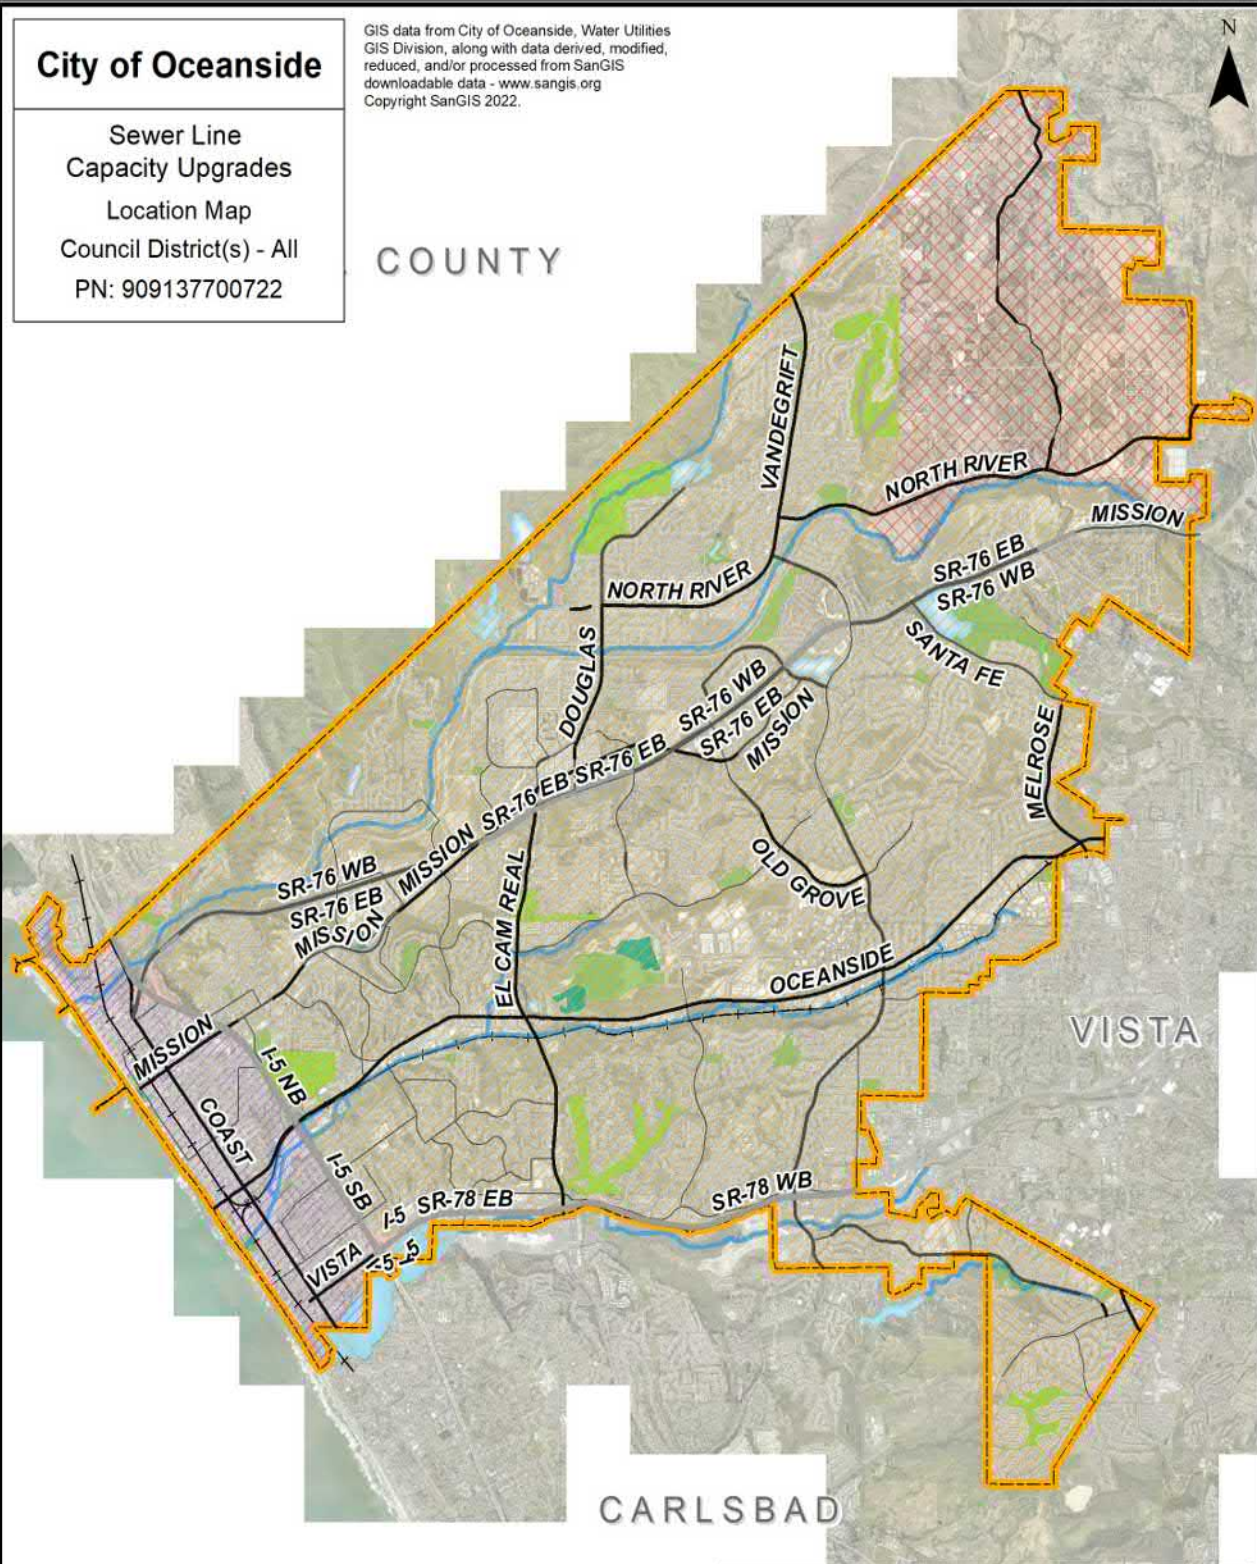 City of Oceanside
Sewer Line
Capacity Upgrades
Location Map
Council District(s) - All
PN: 909137700722
GIS data from City of Oceanside, Water Utilities
GIS Division, along with data derived, modified,
reduced, and/or processed from SanGIS
downloadable data - www.sangis.org
Copyright SanGIS 2022.
N
COUNTY
VANDEGRIFT
NORTH RIVER
MISSION
SR-76 EB
SR-76 WB
NORTH RIVER
SANTA FE
DOUGLAS
SR-76 WB
SR-76 EB
MISSION
MELROSE
SR-76 EB
SR-76 EB
MISSION
SR-76 WB
SR-76 EB
MISSION
OLD GROVE
EL CAM REAL
OCEANSIDE
VISTA
MISSION
I-5 NB
COAST
I-5 SB
I-5
SR-78 EB
SR-78 WB
VISTA
I-5
CARLSBAD